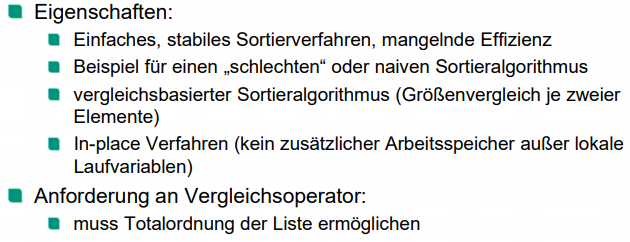 Eigenschaften:
Einfaches, stabiles Sortierverfahren, mangelnde Effizienz
Beispiel für einen „schlechten“ oder naiven Sortieralgorithmus
vergleichsbasierter Sortieralgorithmus (Größenvergleich je zweier
Elemente)
In-place Verfahren (kein zusätzlicher Arbeitsspeicher außer lokale
Laufvariablen)
Anforderung an Vergleichsoperator:
muss Totalordnung der Liste ermöglichen